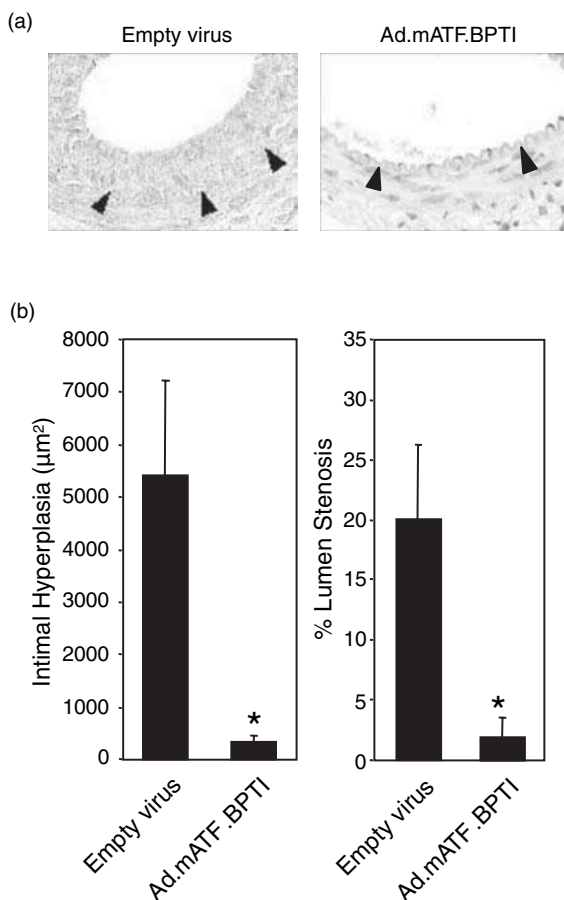 (a)
Empty virus
Ad.mATF.BPTI
(b)
Intimal Hyperplasia (µm²)
8000
7000
6000
5000
4000
3000
2000
1000
0
*
Empty virus
Ad.mATF.BPTI
% Lumen Stenosis
35
30
25
20
15
10
5
0
*
Empty virus
Ad.mATF.BPTI